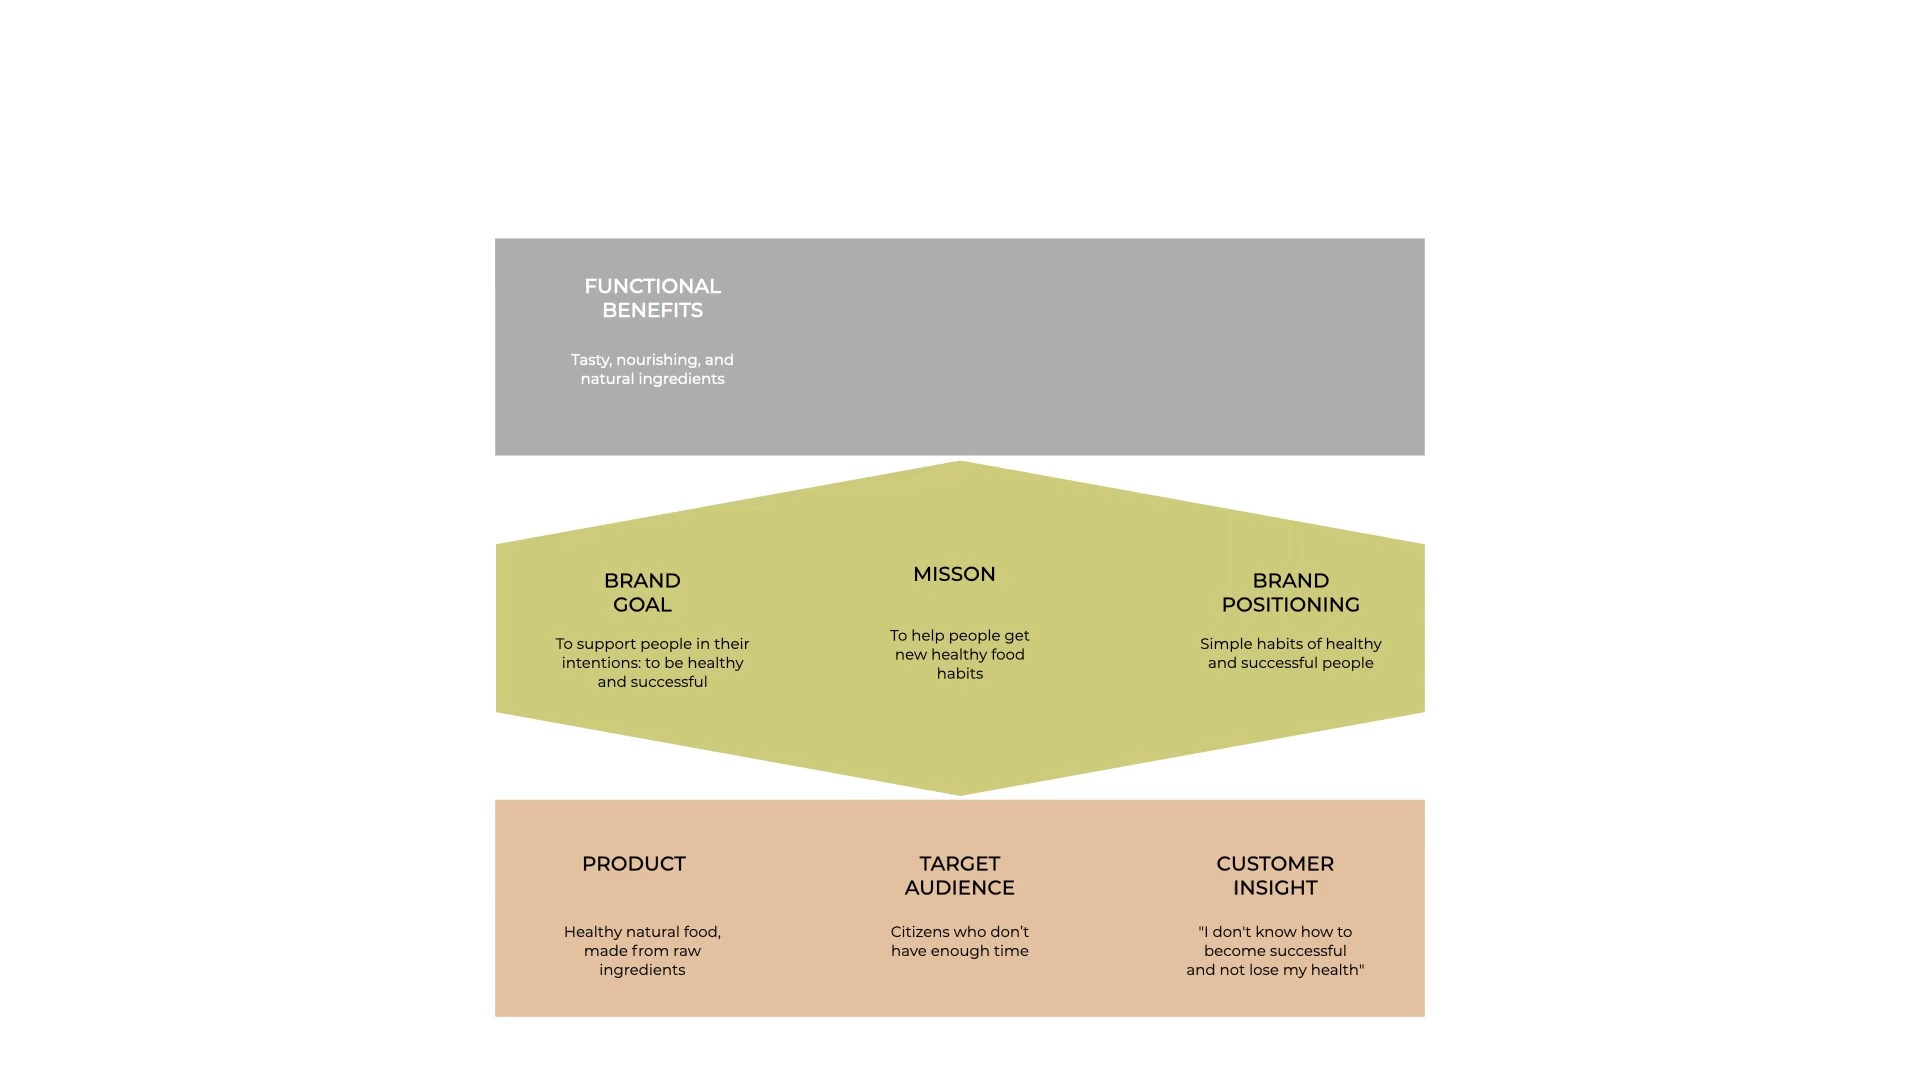 FUNCTIONAL
BENEFITS
Tasty, nourishing, and
natural ingredients
BRAND
GOAL
To support people in their
intentions: to be healthy
and successful
MISSON
To help people get
new healthy food
habits
BRAND
POSITIONING
Simple habits of healthy
and successful people
PRODUCT
Healthy natural food,
made from raw
ingredients
TARGET
AUDIENCE
Citizens who don’t
have enough time
CUSTOMER
INSIGHT
"I don't know how to
become successful
and not lose my health"